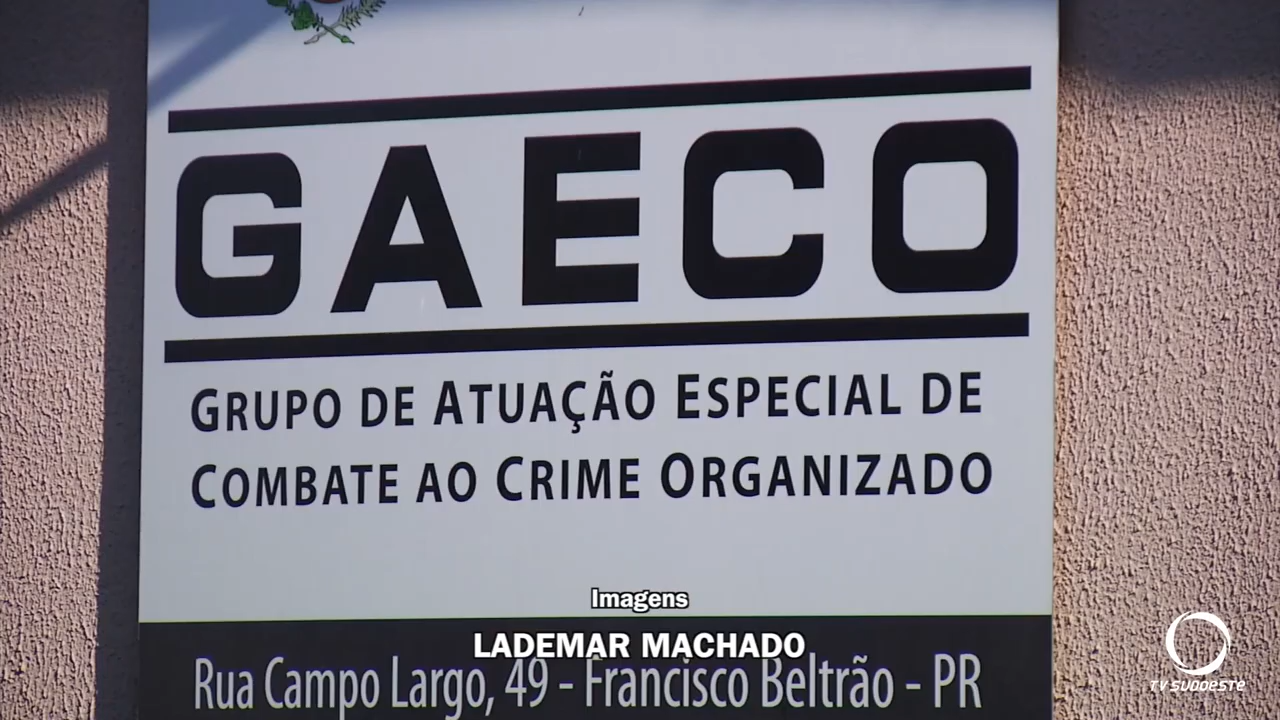 GAECO
GRUPO DE ATUAÇÃO ESPECIAL DE
COMBATE AO CRIME ORGANIZADO
Imagens
LADEMAR MACHADO
Rua Campo Largo, 49 - Francisco Beltrão - PR
TV SUDOESTE